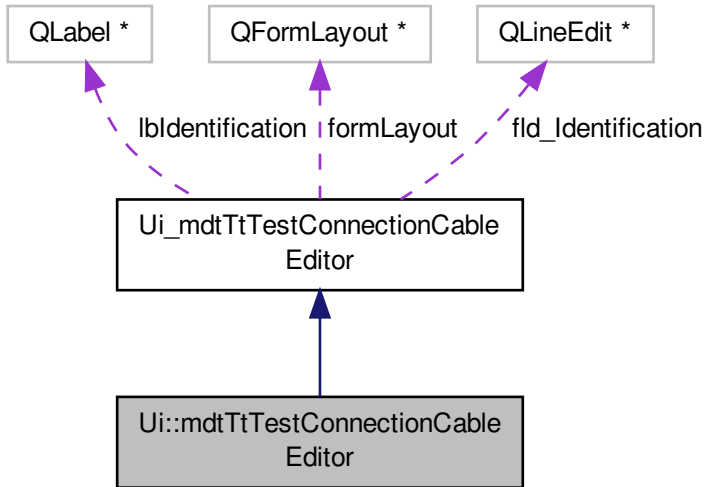 QLabel *
QFormLayout *
QLineEdit *
lbIdentification
formLayout
fld_Identification
Ui_mdtTtTestConnectionCable
Editor
Ui::mdtTtTestConnectionCable
Editor